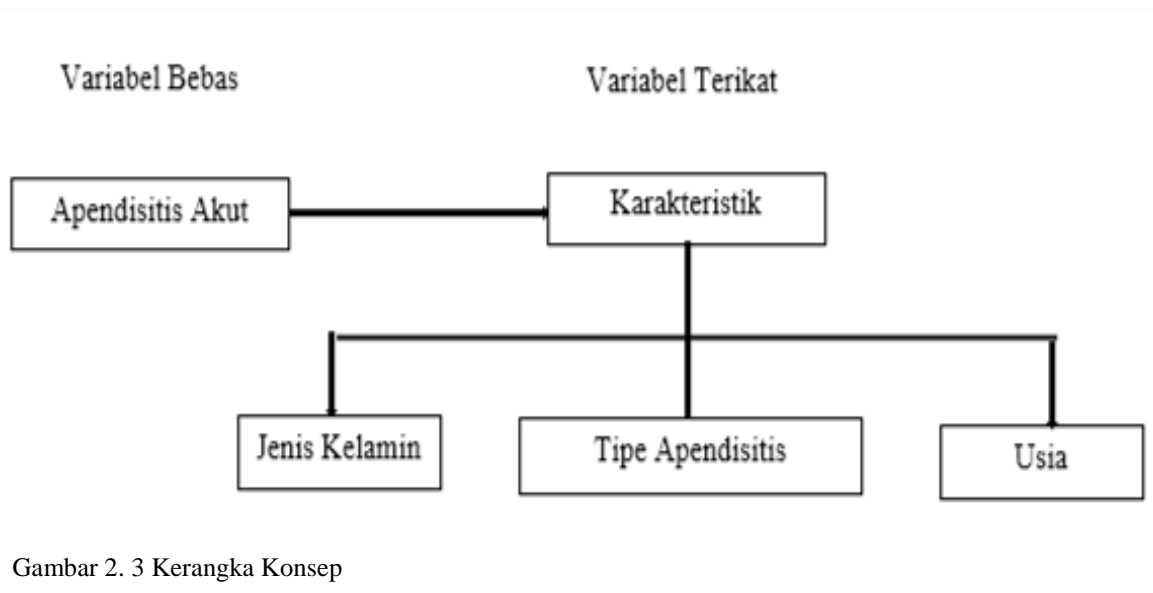 Variabel Bebas
Variabel Terikat
Apendisitis Akut
Karakteristik
Jenis Kelamin
Tipe Apendisitis
Usia
Gambar 2. 3 Kerangka Konsep